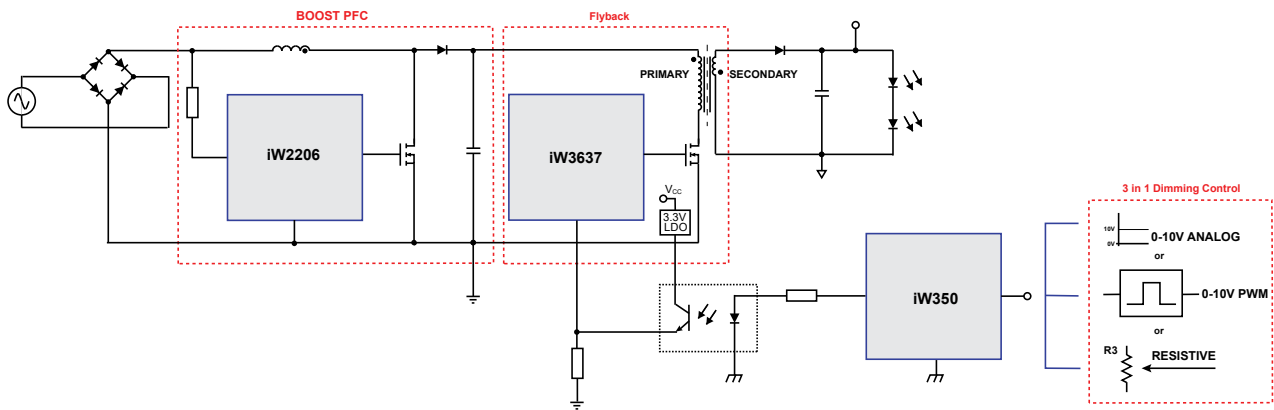 BOOST PFC
Flyback
PRIMARY
SECONDARY
iW2206
iW3637
VCC
3.3V
LDO
iW350
3 in 1 Dimming Control
10V
0V
0-10V ANALOG
or
0-10V PWM
or
R3
RESISTIVE